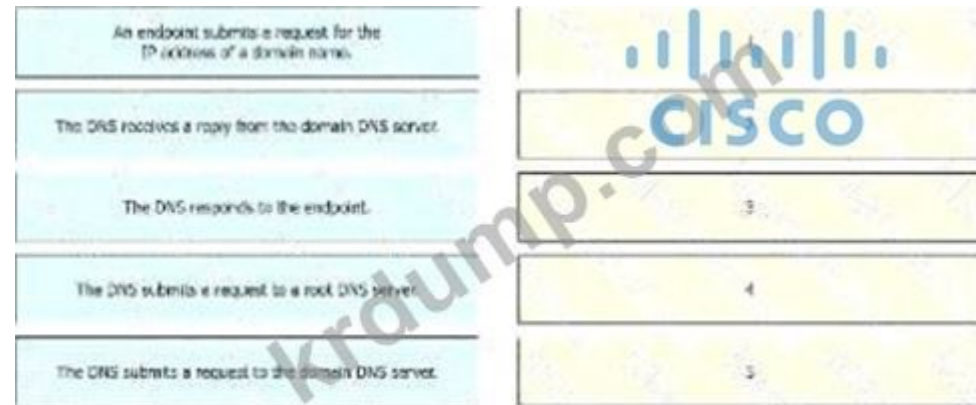 An endpoint submits a request for the
IP address of a domain name.
The DNS receives a reply from the domain DNS server.
CISCO
The DNS responds to the endpoint.
3
The DNS submits a request to a root DNS server.
4
The DNS submits a request to the domain DNS server.
5
krdump.com